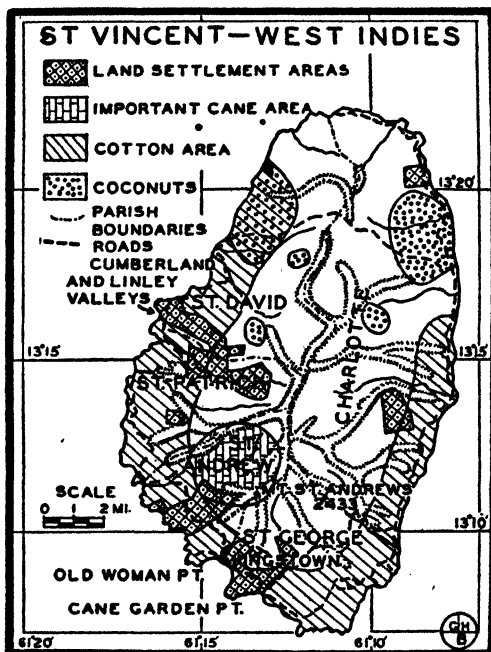 ST VINCENT—WEST INDIES
LAND SETTLEMENT AREAS
IMPORTANT CANE AREA
COTTON AREA
COCONUTS
PARISH
BOUNDARIES
ROADS
CUMBERLAND
AND LINLEY
VALLEYS
13°20
ST. DAVID
13°15
ST. PATRICK
CHARLOTTE
ANDREW
MT. ST. ANDREWS
2433
SCALE
0 1 2 MI.
13°10
ST GEORGE
KINGSTOWN
OLD WOMAN PT.
CANE GARDEN PT.
61°20 61°15 61°10